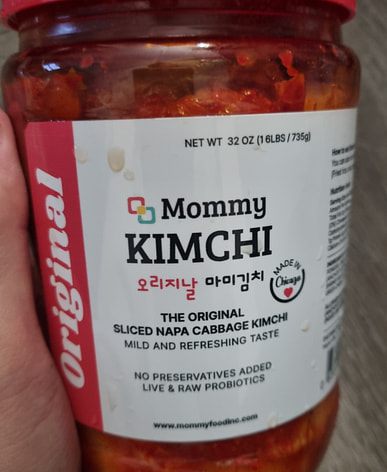 NET WT 32 OZ (1 6LBS / 735g)
Original
Mommy
KIMCHI
오리지날 마미김치
MADE IN
Chicago
THE ORIGINAL
SLICED NAPA CABBAGE KIMCHI
MILD AND REFRESHING TASTE
NO PRESERVATIVES ADDED
LIVE & RAW PROBIOTICS
www.mommyfoodinc.com